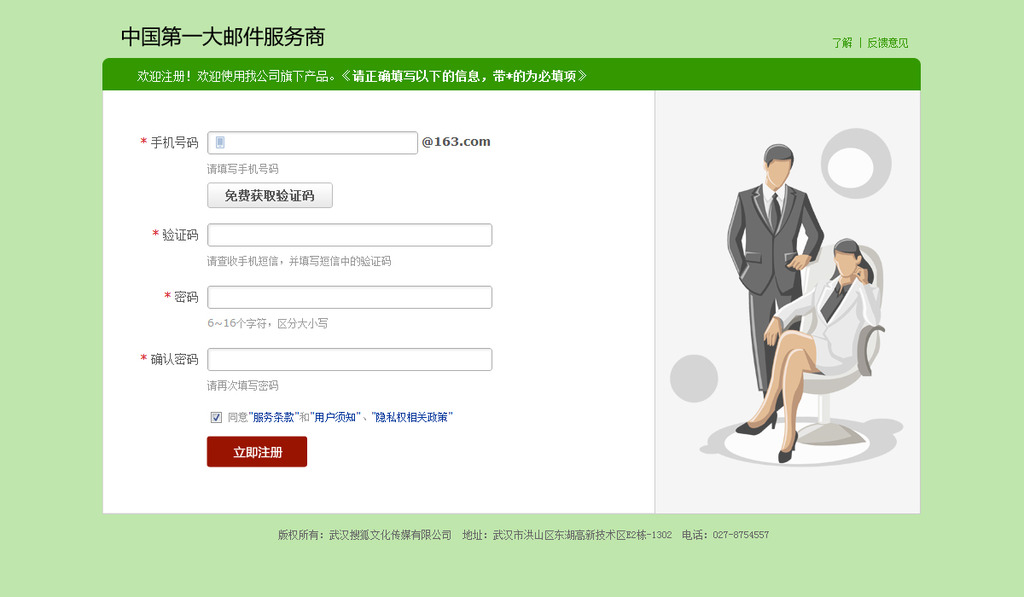 中国第一大邮件服务商
了解 | 反馈意见
欢迎注册！欢迎使用我公司旗下产品。《请正确填写以下的信息，带*的为必填项》
* 手机号码 @163.com
请填写手机号码
免费获取验证码
* 验证码
请查收手机短信，并填写短信中的验证码
* 密码
6~16个字符，区分大小写
* 确认密码
请再次填写密码
同意"服务条款"和"用户须知"、"隐私权相关政策"
立即注册
版权所有：武汉搜狐文化传媒有限公司 地址：武汉市洪山区东湖高新技术区E2栋-1302 电话：027-8754557